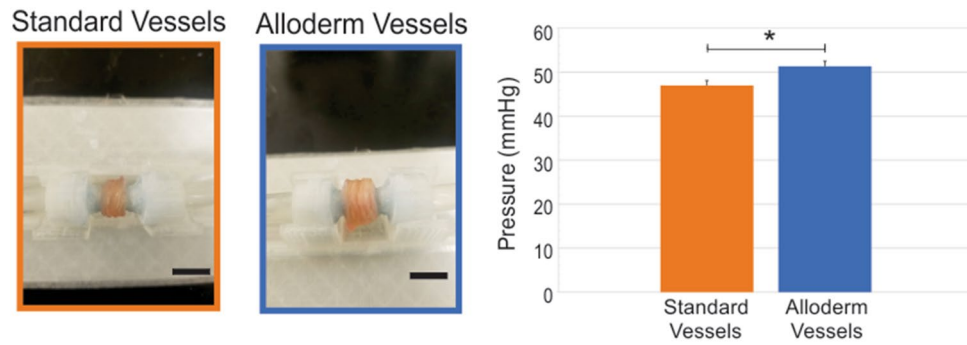 Standard Vessels
Alloderm Vessels
Pressure (mmHg)
60
50
40
30
20
10
0
*
Standard
Vessels
Alloderm
Vessels